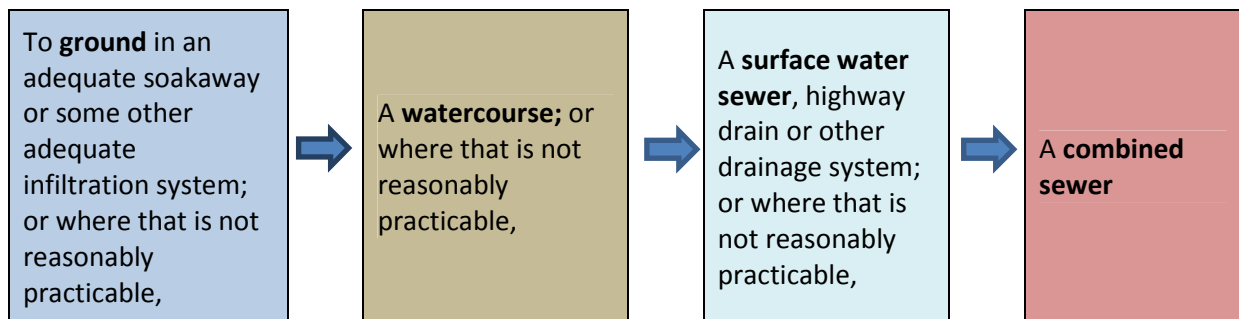 To ground in an
adequate soakaway
or some other
adequate
infiltration system;
or where that is not
reasonably
practicable,
A watercourse; or
where that is not
reasonably
practicable,
A surface water
sewer, highway
drain or other
drainage system;
or where that is
not reasonably
practicable,
A combined
sewer